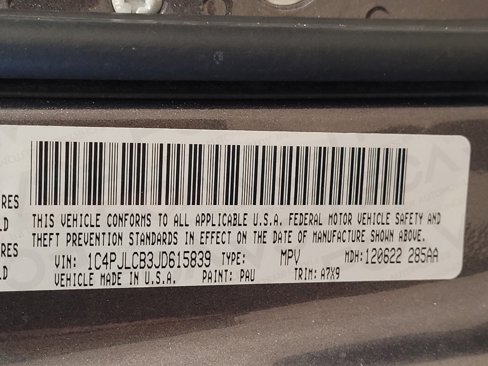 RES
LD
RES
LD
THIS VEHICLE CONFORMS TO ALL APPLICABLE U.S.A. FEDERAL MOTOR VEHICLE SAFETY AND
THEFT PREVENTION STANDARDS IN EFFECT ON THE DATE OF MANUFACTURE SHOWN ABOVE.
VIN: 1C4PJLCB3JD615839 TYPE: MPV MDH: 120622 285AA
VEHICLE MADE IN U.S.A. PAINT: PAU TRIM: A7X9